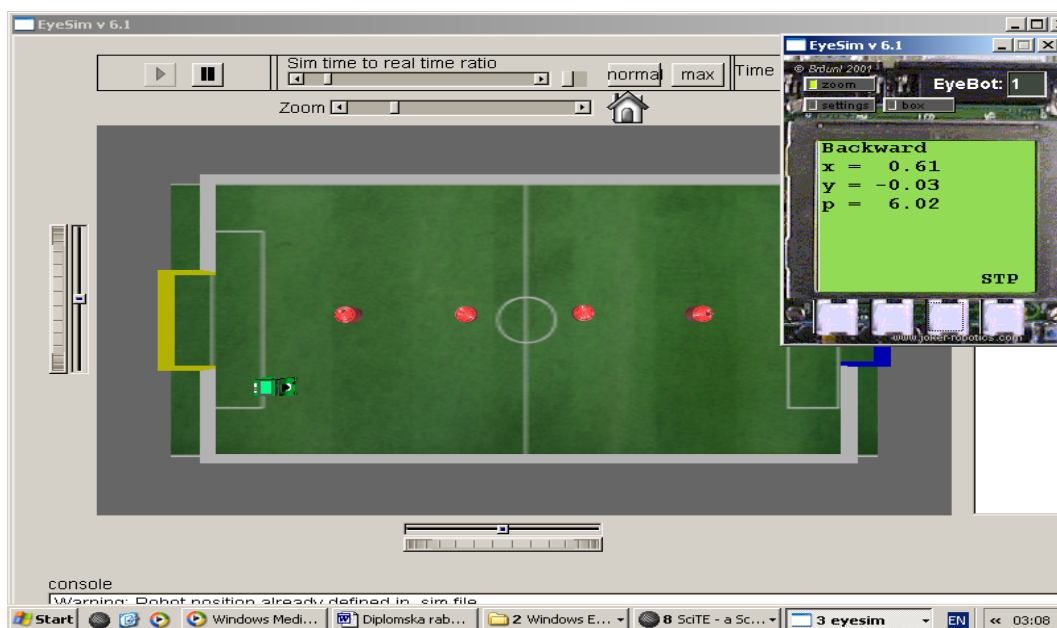 EyeSim v 6.1
Sim time to real time ratio
normal
max
Time
Zoom
EyeSim v 6.1
© Bräunl 2001
zoom
EyeBot: 1
settings
box
Backward
x = 0.61
y = -0.03
p = 6.02
STP
www.joker-robotics.com
console
Warning: Robot position already defined in .sim file
Start
Windows Medi...
Diplomska rab...
2 Windows E...
8 SciTE - a Sc...
3 eyesim
EN
« 03:08